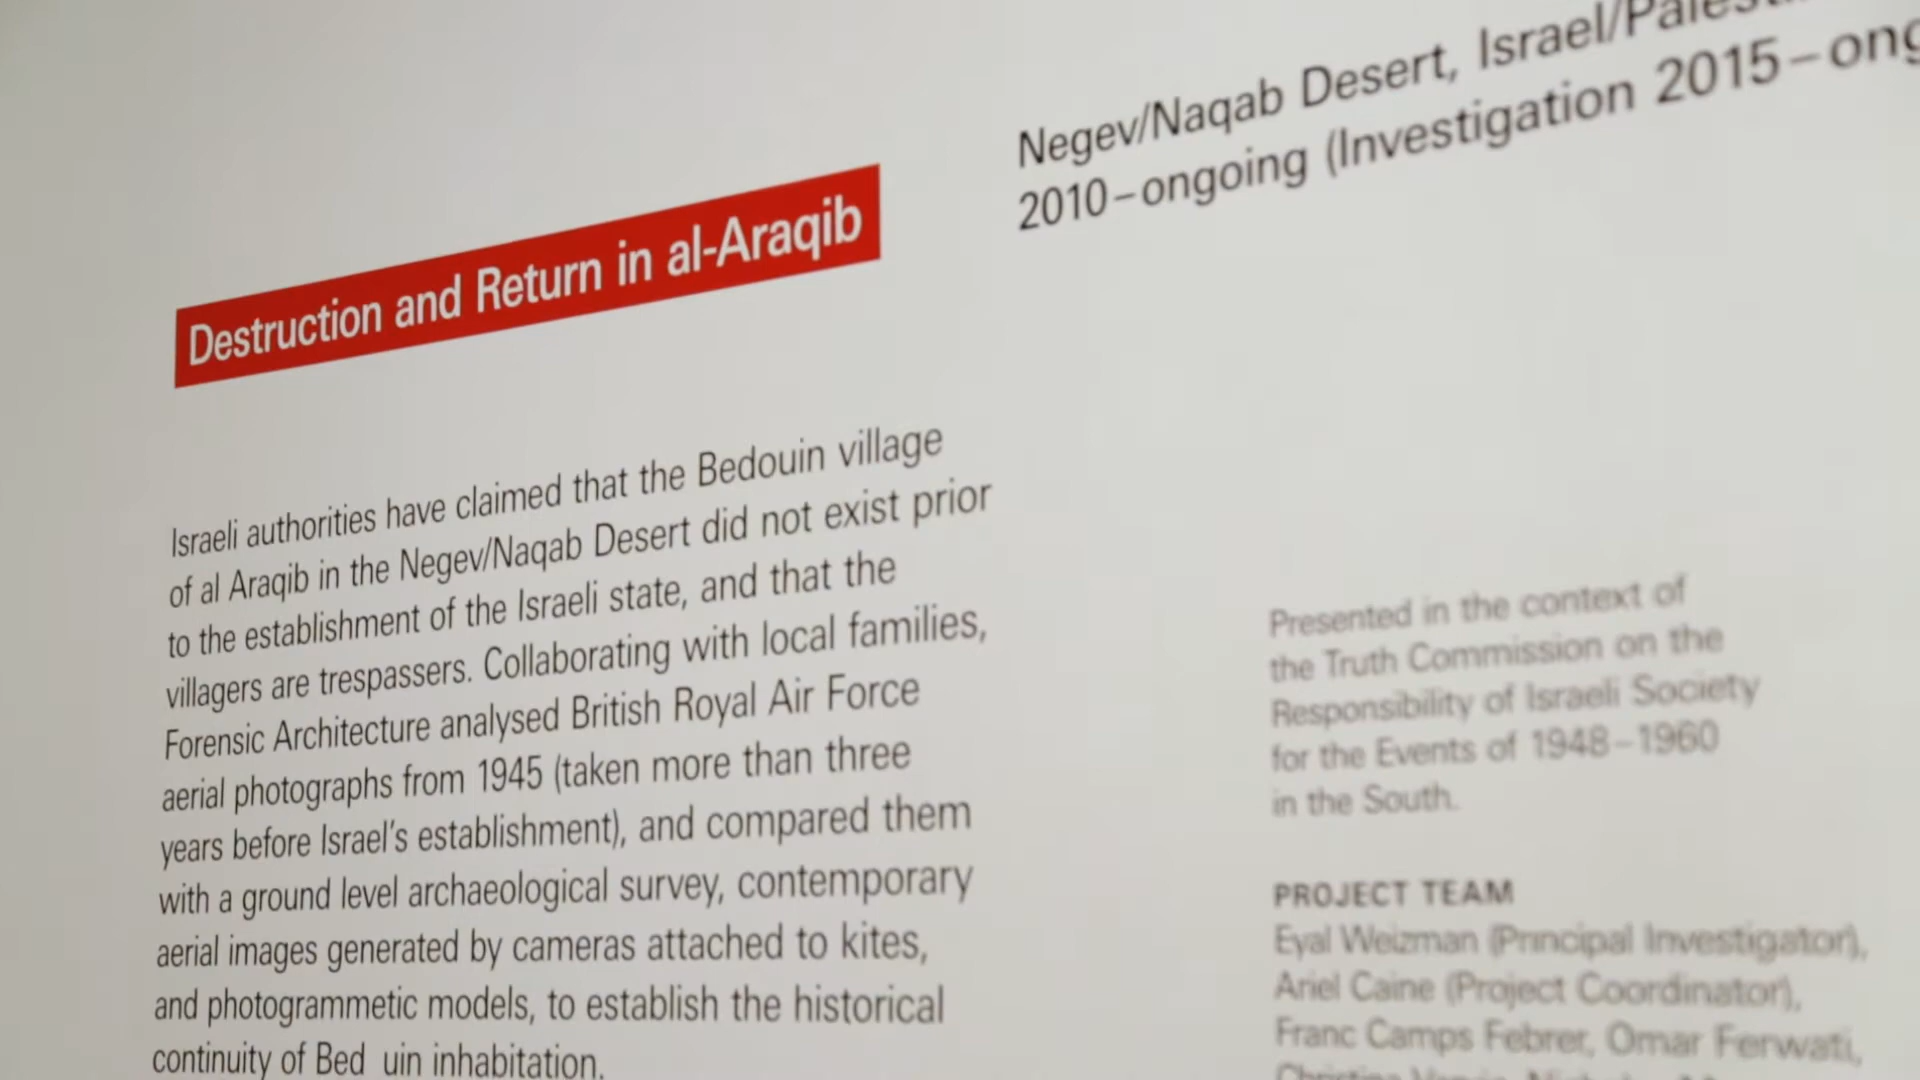 Negev/Naqab Desert, Israel/Palest
2010–ongoing (Investigation 2015–ong
Destruction and Return in al-Araqib
Israeli authorities have claimed that the Bedouin village
of al Araqib in the Negev/Naqab Desert did not exist prior
to the establishment of the Israeli state, and that the
villagers are trespassers. Collaborating with local families,
Forensic Architecture analysed British Royal Air Force
aerial photographs from 1945 (taken more than three
years before Israel’s establishment), and compared them
with a ground level archaeological survey, contemporary
aerial images generated by cameras attached to kites,
and photogrammetic models, to establish the historical
continuity of Bed uin inhabitation.
Presented in the context of
the Truth Commission on the
Responsibility of Israeli Society
for the Events of 1948–1960
in the South.
PROJECT TEAM
Eyal Weizman (Principal Investigator),
Ariel Caine (Project Coordinator),
Franc Camps Febrer, Omar Ferwati,